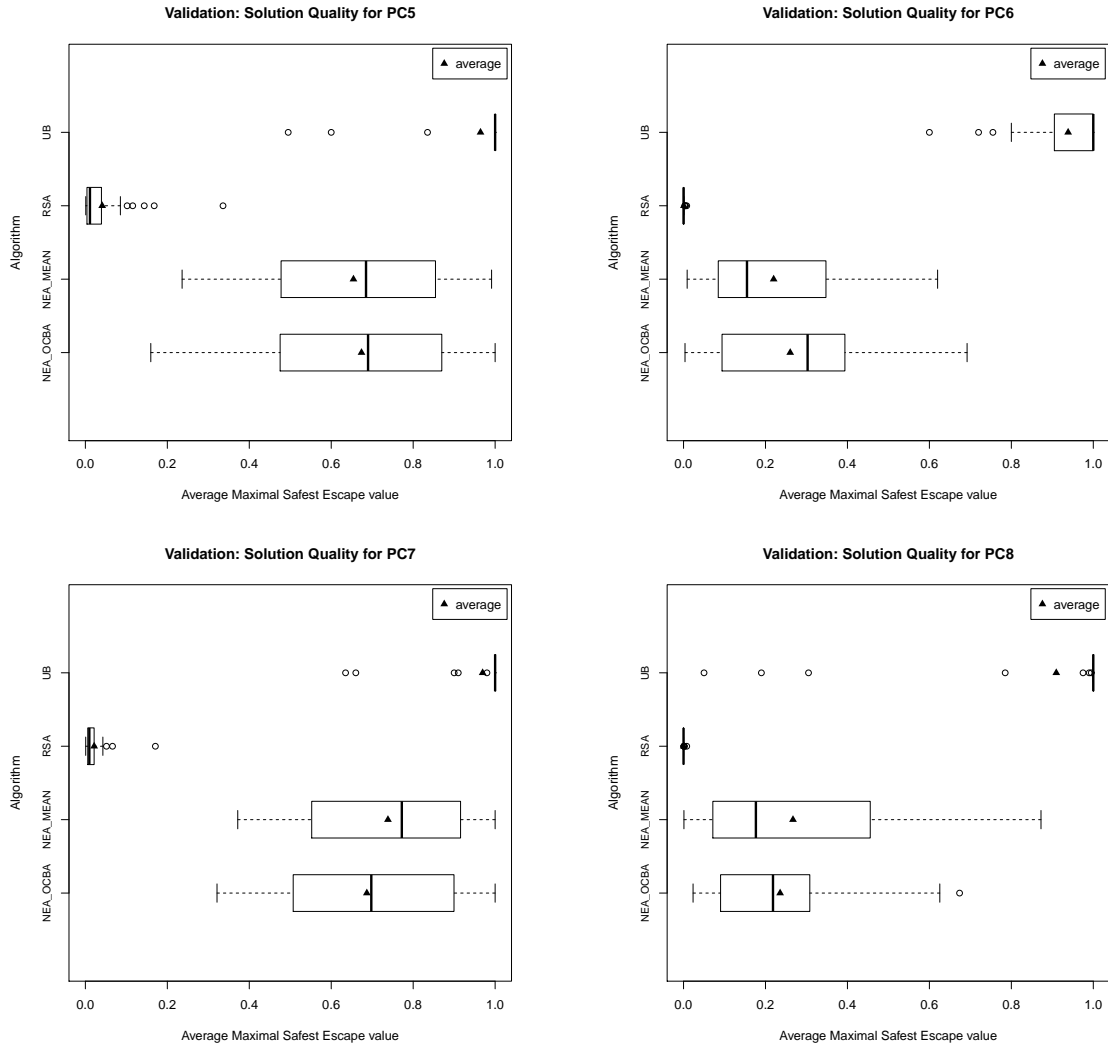 Validation: Solution Quality for PC5
average
Algorithm
UB
RSA
NEA_MEAN
NEA_OCBA
0.0 0.2 0.4 0.6 0.8 1.0
Average Maximal Safest Escape value
Validation: Solution Quality for PC6
average
Algorithm
UB
RSA
NEA_MEAN
NEA_OCBA
0.0 0.2 0.4 0.6 0.8 1.0
Average Maximal Safest Escape value
Validation: Solution Quality for PC7
average
Algorithm
UB
RSA
NEA_MEAN
NEA_OCBA
0.0 0.2 0.4 0.6 0.8 1.0
Average Maximal Safest Escape value
Validation: Solution Quality for PC8
average
Algorithm
UB
RSA
NEA_MEAN
NEA_OCBA
0.0 0.2 0.4 0.6 0.8 1.0
Average Maximal Safest Escape value